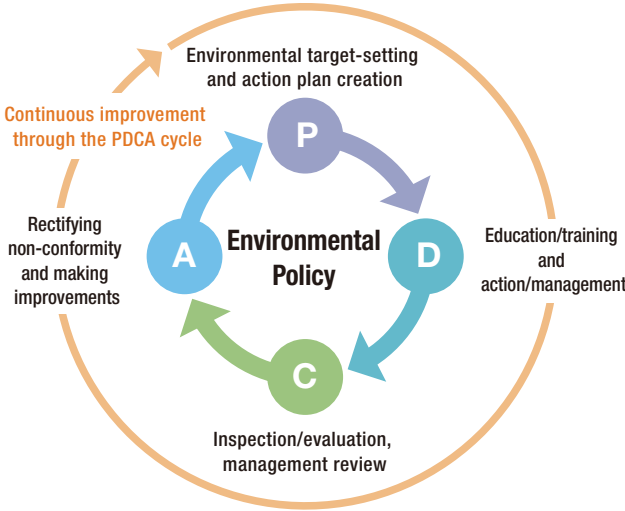 Environmental target-setting
and action plan creation
Continuous improvement
through the PDCA cycle
P
Rectifying
non-conformity
and making
improvements
A
Environmental
Policy
D
Education/training
and
action/management
C
Inspection/evaluation,
management review